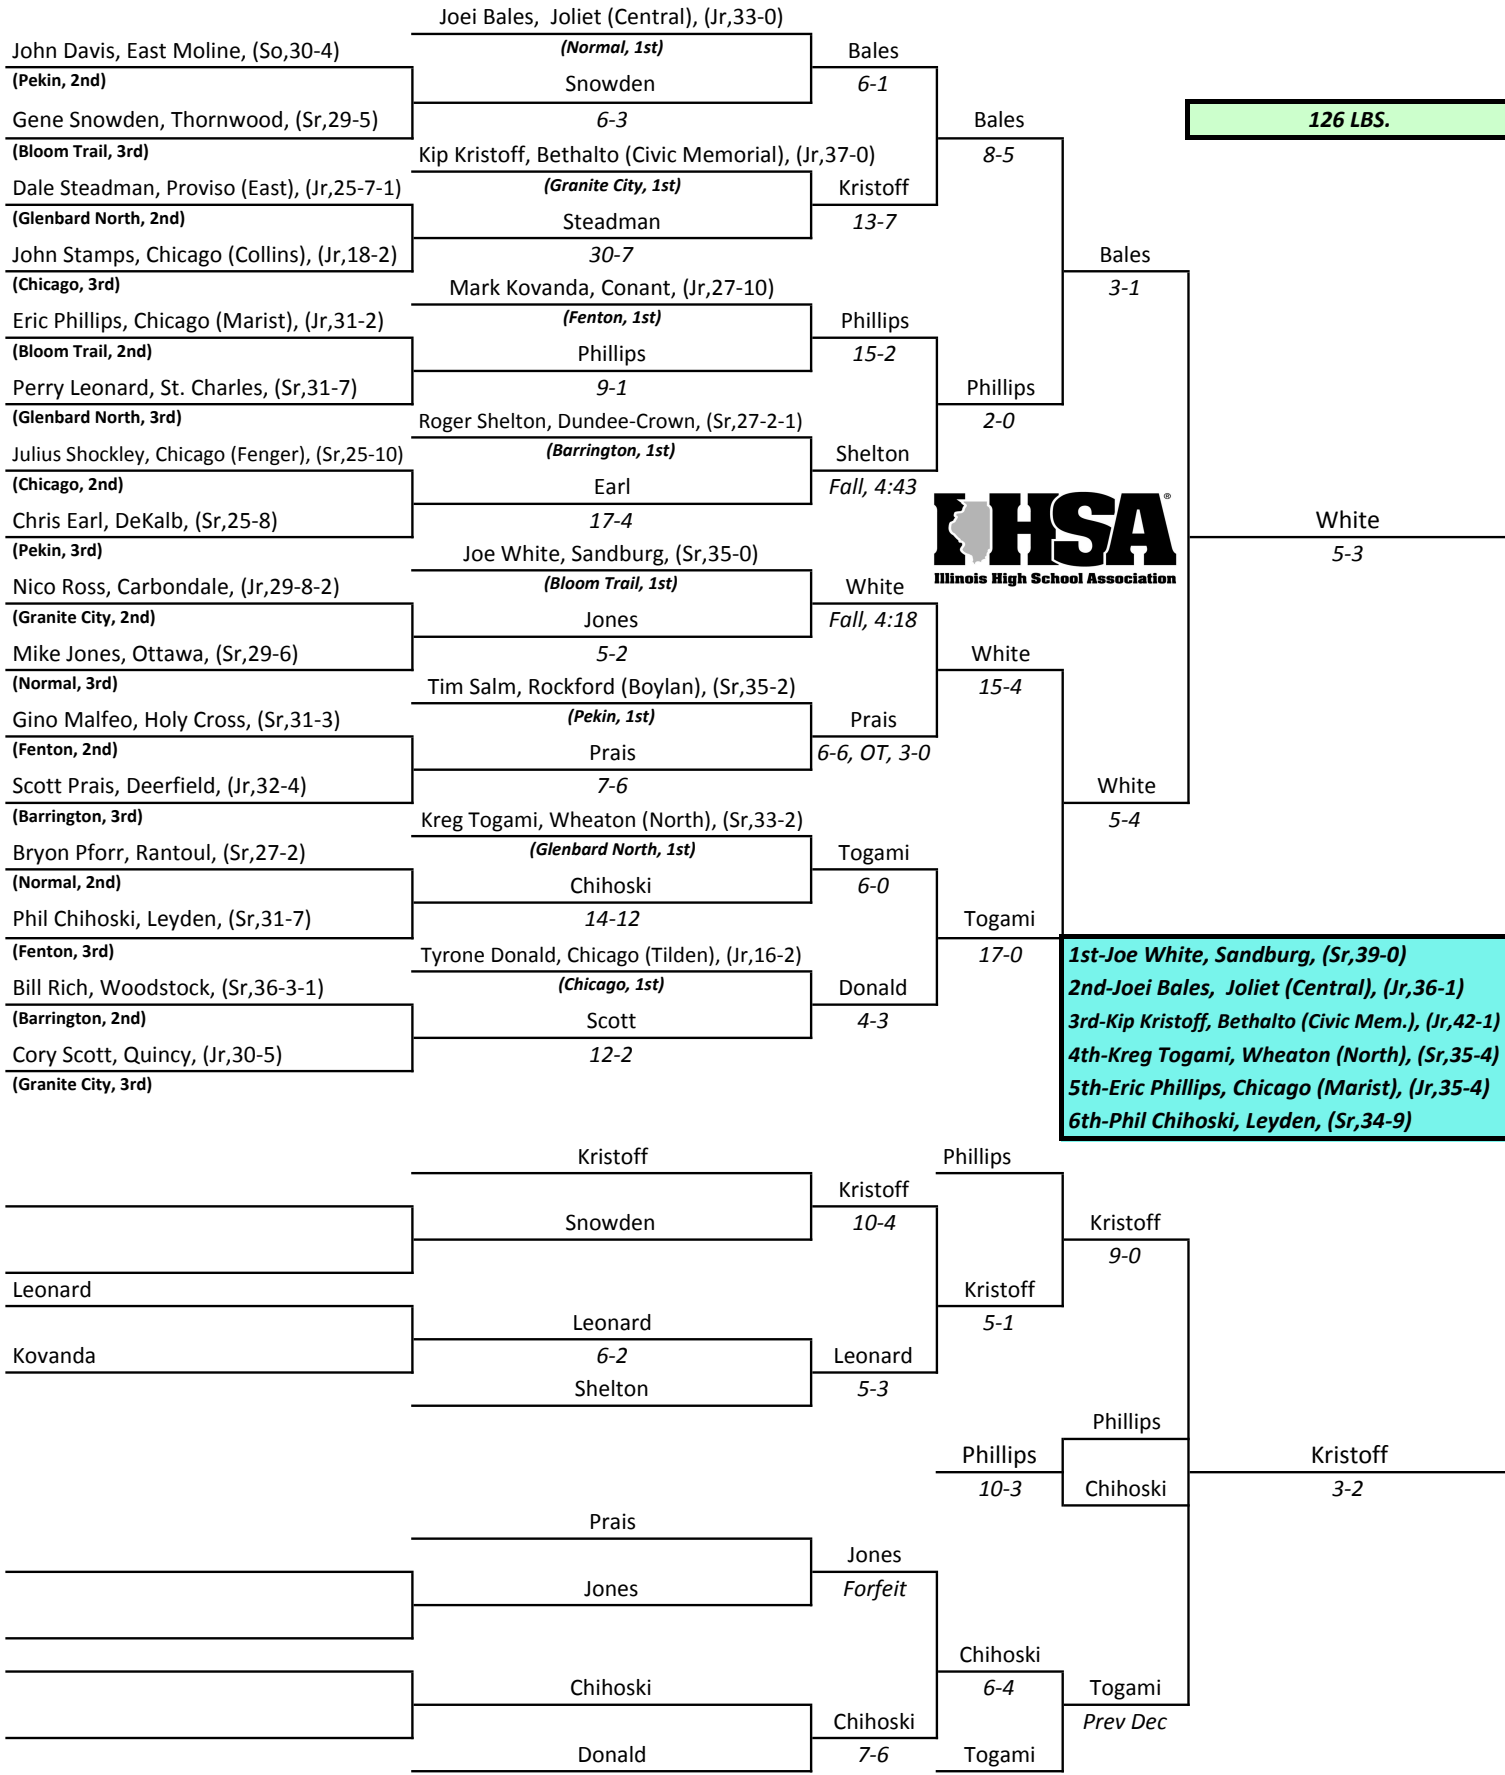 Joei Bales,  Joliet (Central), (Jr,33-0)
John Davis, East Moline, (So,30-4)
(Normal, 1st)
Bales
(Pekin, 2nd)
Snowden
6-1
Gene Snowden, Thornwood, (Sr,29-5)
6-3
Bales
126 LBS.
(Bloom Trail, 3rd)
Kip Kristoff, Bethalto (Civic Memorial), (Jr,37-0)
8-5
Dale Steadman, Proviso (East), (Jr,25-7-1)
(Granite City, 1st)
Kristoff
(Glenbard North, 2nd)
Steadman
13-7
John Stamps, Chicago (Collins), (Jr,18-2)
30-7
Bales
(Chicago, 3rd)
Mark Kovanda, Conant, (Jr,27-10)
3-1
Eric Phillips, Chicago (Marist), (Jr,31-2)
(Fenton, 1st)
Phillips
(Bloom Trail, 2nd)
Phillips
15-2
Perry Leonard, St. Charles, (Sr,31-7)
9-1
Phillips
(Glenbard North, 3rd)
Roger Shelton, Dundee-Crown, (Sr,27-2-1)
2-0
Julius Shockley, Chicago (Fenger), (Sr,25-10)
(Barrington, 1st)
Shelton
(Chicago, 2nd)
Earl
Fall, 4:43
IHSA®
Chris Earl, DeKalb, (Sr,25-8)
17-4
White
(Pekin, 3rd)
Joe White, Sandburg, (Sr,35-0)
5-3
Illinois High School Association
Nico Ross, Carbondale, (Jr,29-8-2)
(Bloom Trail, 1st)
White
(Granite City, 2nd)
Jones
Fall, 4:18
Mike Jones, Ottawa, (Sr,29-6)
5-2
White
(Normal, 3rd)
Tim Salm, Rockford (Boylan), (Sr,35-2)
15-4
Gino Malfeo, Holy Cross, (Sr,31-3)
(Pekin, 1st)
Prais
(Fenton, 2nd)
Prais
6-6, OT, 3-0
Scott Prais, Deerfield, (Jr,32-4)
7-6
White
(Barrington, 3rd)
Kreg Togami, Wheaton (North), (Sr,33-2)
5-4
Bryon Pforr, Rantoul, (Sr,27-2)
(Glenbard North, 1st)
Togami
(Normal, 2nd)
Chihoski
6-0
Phil Chihoski, Leyden, (Sr,31-7)
14-12
Togami
(Fenton, 3rd)
Tyrone Donald, Chicago (Tilden), (Jr,16-2)
17-0
1st-Joe White, Sandburg, (Sr,39-0)
Bill Rich, Woodstock, (Sr,36-3-1)
(Chicago, 1st)
Donald
2nd-Joei Bales,  Joliet (Central), (Jr,36-1)
(Barrington, 2nd)
Scott
4-3
3rd-Kip Kristoff, Bethalto (Civic Mem.), (Jr,42-1)
Cory Scott, Quincy, (Jr,30-5)
12-2
4th-Kreg Togami, Wheaton (North), (Sr,35-4)
(Granite City, 3rd)
5th-Eric Phillips, Chicago (Marist), (Jr,35-4)
6th-Phil Chihoski, Leyden, (Sr,34-9)
Kristoff
Phillips
Kristoff
Snowden
10-4
Kristoff
9-0
Leonard
Kristoff
Leonard
5-1
Kovanda
6-2
Leonard
Shelton
5-3
Phillips
Phillips
Kristoff
10-3
Chihoski
3-2
Prais
Jones
Jones
Forfeit
Chihoski
Chihoski
6-4
Togami
Chihoski
Prev Dec
Donald
7-6
Togami